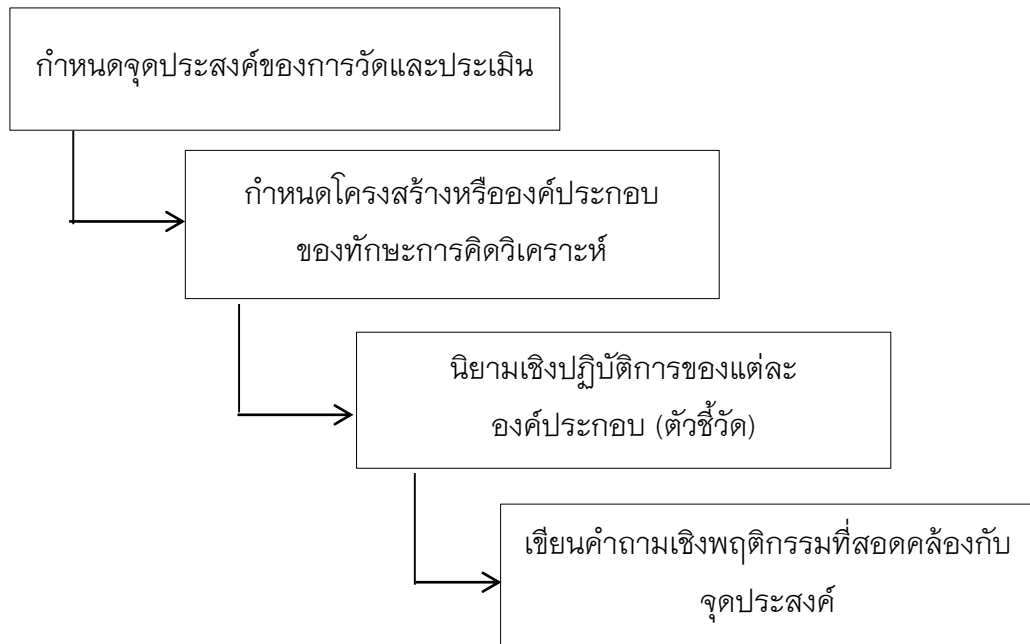 กำหนดจุดประสงค์ของการวัดและประเมิน
กำหนดโครงสร้างหรือองค์ประกอบ
ของทักษะการคิดวิเคราะห์
นิยามเชิงปฏิบัติการของแต่ละ
องค์ประกอบ (ตัวชี้วัด)
เขียนคำถามเชิงพฤติกรรมที่สอดคล้องกับ
จุดประสงค์